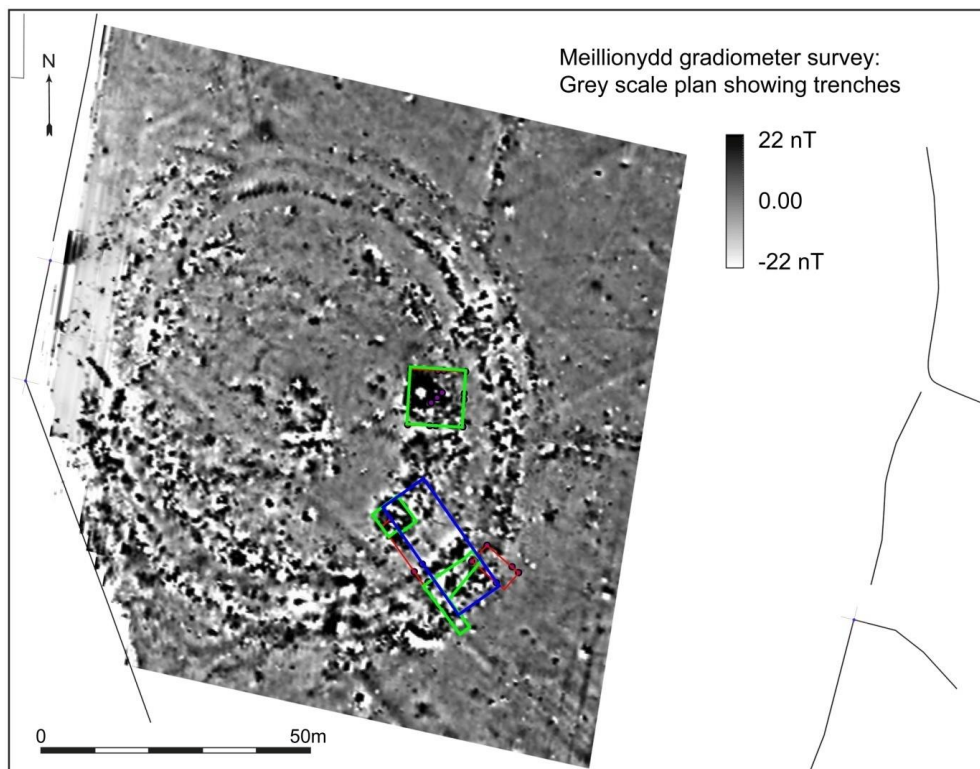 N
Meillionydd gradiometer survey:
Grey scale plan showing trenches
22 nT
0.00
-22 nT
0 50m